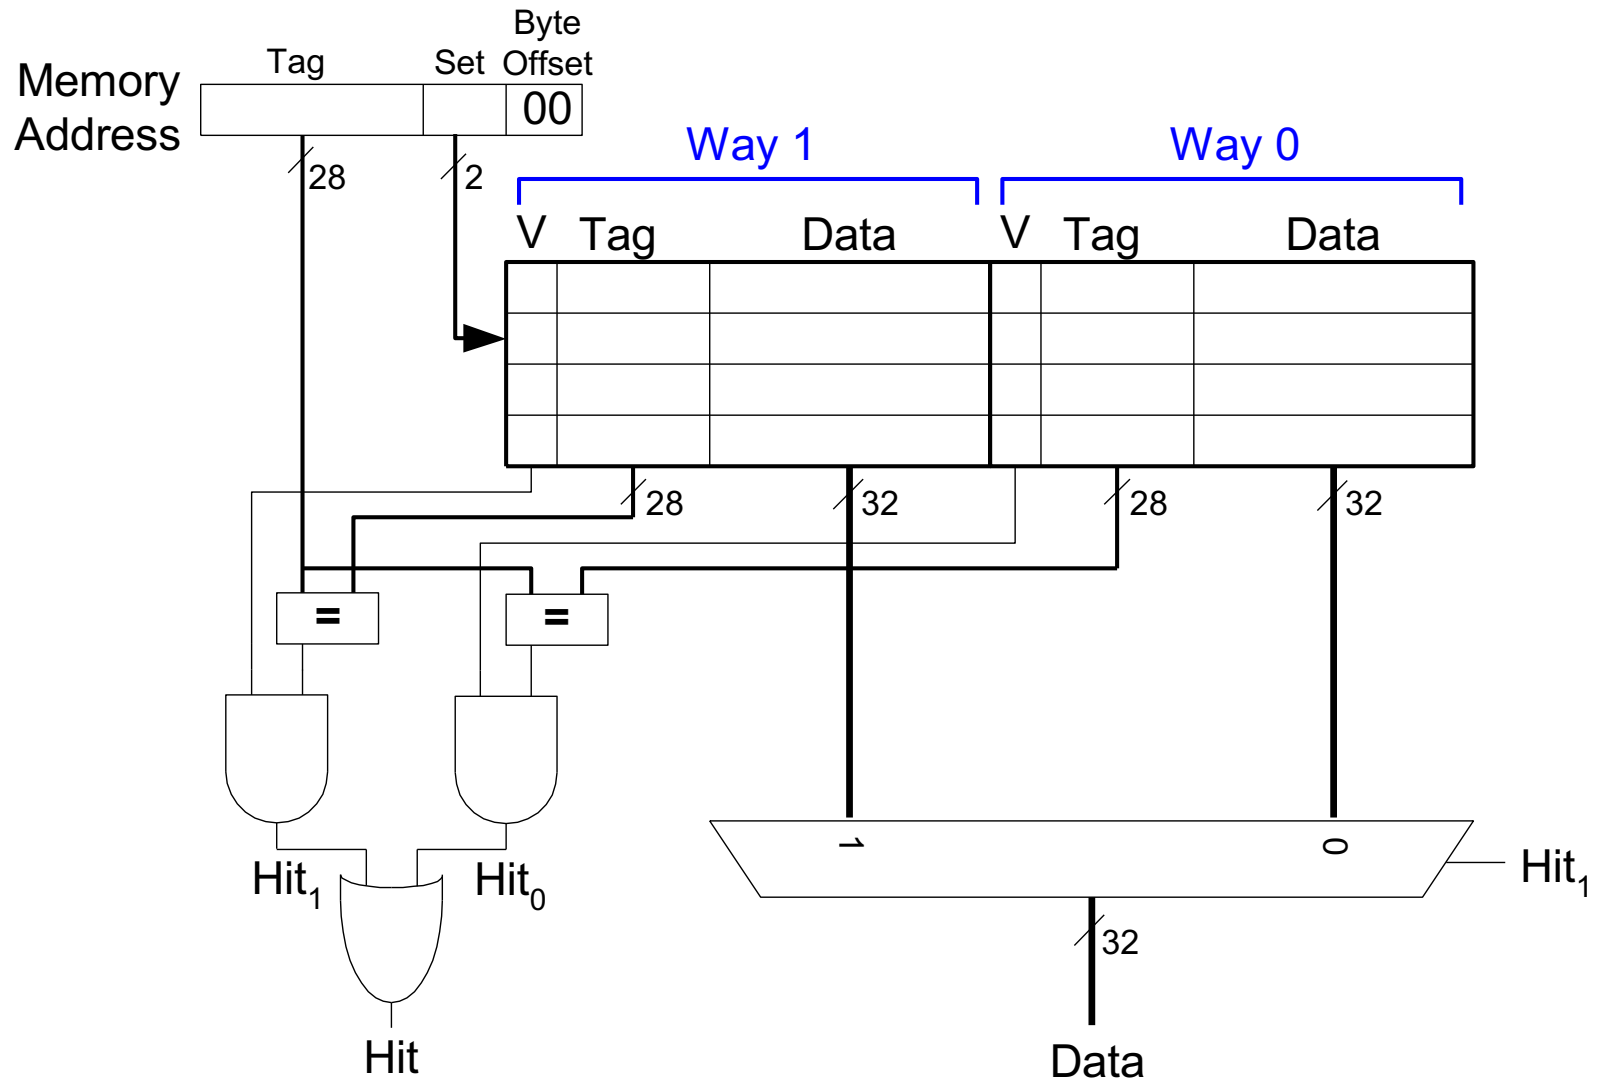 Byte
Tag Set Offset
Memory Address
00
28 2
Way 1 Way 0
V Tag Data V Tag Data
28 32 28 32
= =
1 0
Hit1 Hit0 Hit1
32
Hit Data